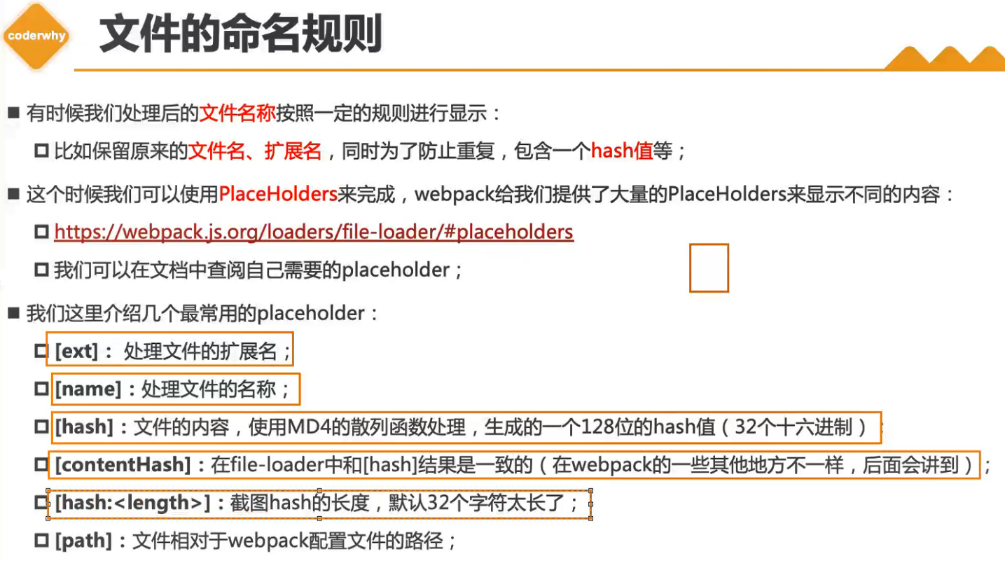 coderwhy
文件的命名规则
有时候我们处理后的文件名称按照一定的规则进行显示：
比如保留原来的文件名、扩展名，同时为了防止重复，包含一个hash值等；
这个时候我们可以使用PlaceHolders来完成，webpack给我们提供了大量的PlaceHolders来显示不同的内容：
https://webpack.js.org/loaders/file-loader/#placeholders
我们可以在文档中查阅自己需要的placeholder；
我们这里介绍几个最常用的placeholder：
[ext]： 处理文件的扩展名；
[name]：处理文件的名称；
[hash]：文件的内容，使用MD4的散列函数处理，生成的一个128位的hash值（32个十六进制）；
[contentHash]：在file-loader中和[hash]结果是一致的（在webpack的一些其他地方不一样，后面会讲到）；
[hash:<length>]：截图hash的长度，默认32个字符太长了；
[path]：文件相对于webpack配置文件的路径；